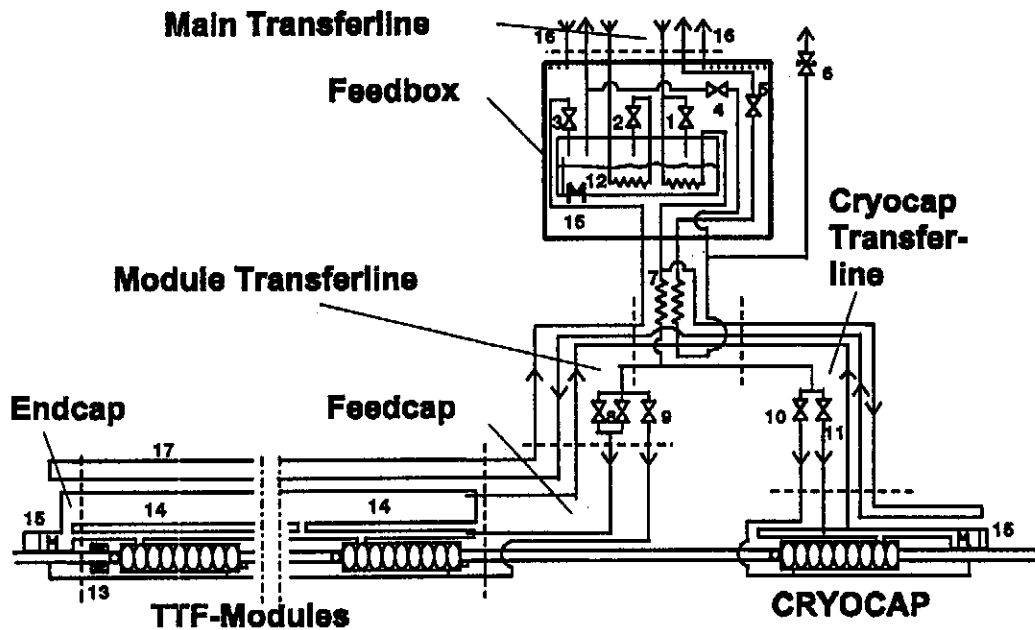 Main Transferline
16
16
6
Feedbox
5
4
3
2
1
12
15
Cryocap
Transfer-
line
7
Module Transferline
Endcap
Feedcap
8
9
10
11
17
15
14
14
15
13
TTF-Modules
CRYOCAP